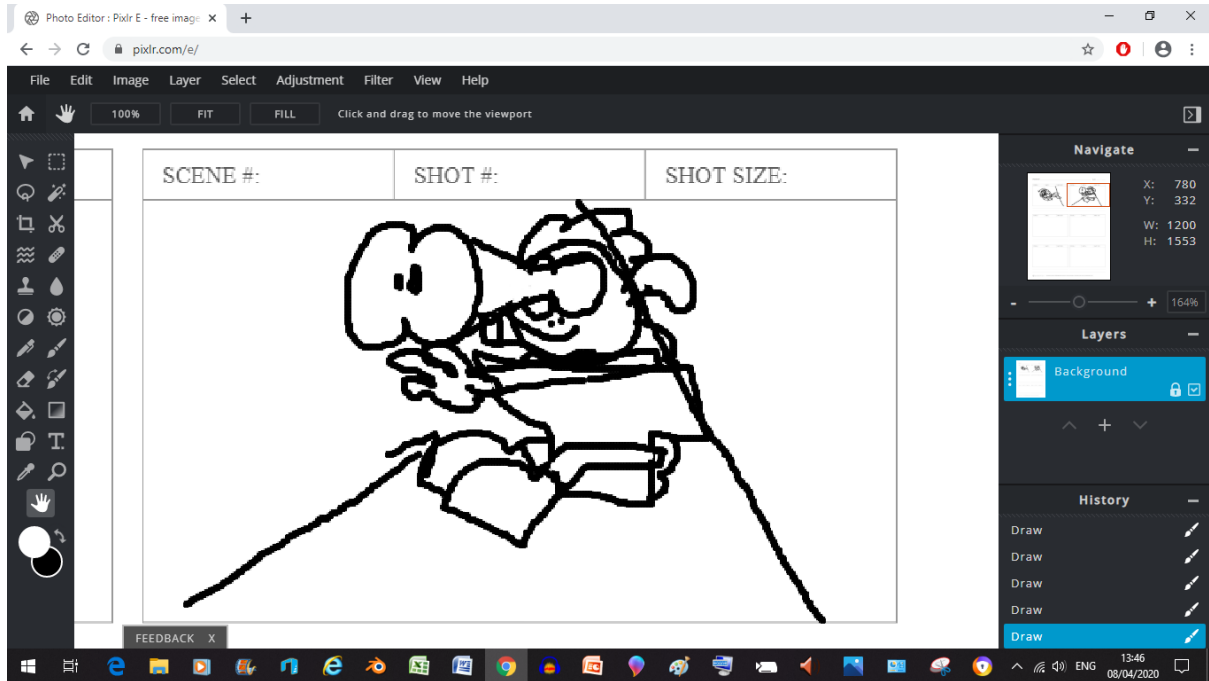 Photo Editor : Pixlr E - free image
pixlr.com/e/
File Edit Image Layer Select Adjustment Filter View Help
100% FIT FILL Click and drag to move the viewport
SCENE #: SHOT #: SHOT SIZE:
Navigate
X: 780
Y: 332
W: 1200
H: 1553
- + 164%
Layers
Background
History
Draw
Draw
Draw
Draw
Draw
FEEDBACK X
ENG
13:46
08/04/2020